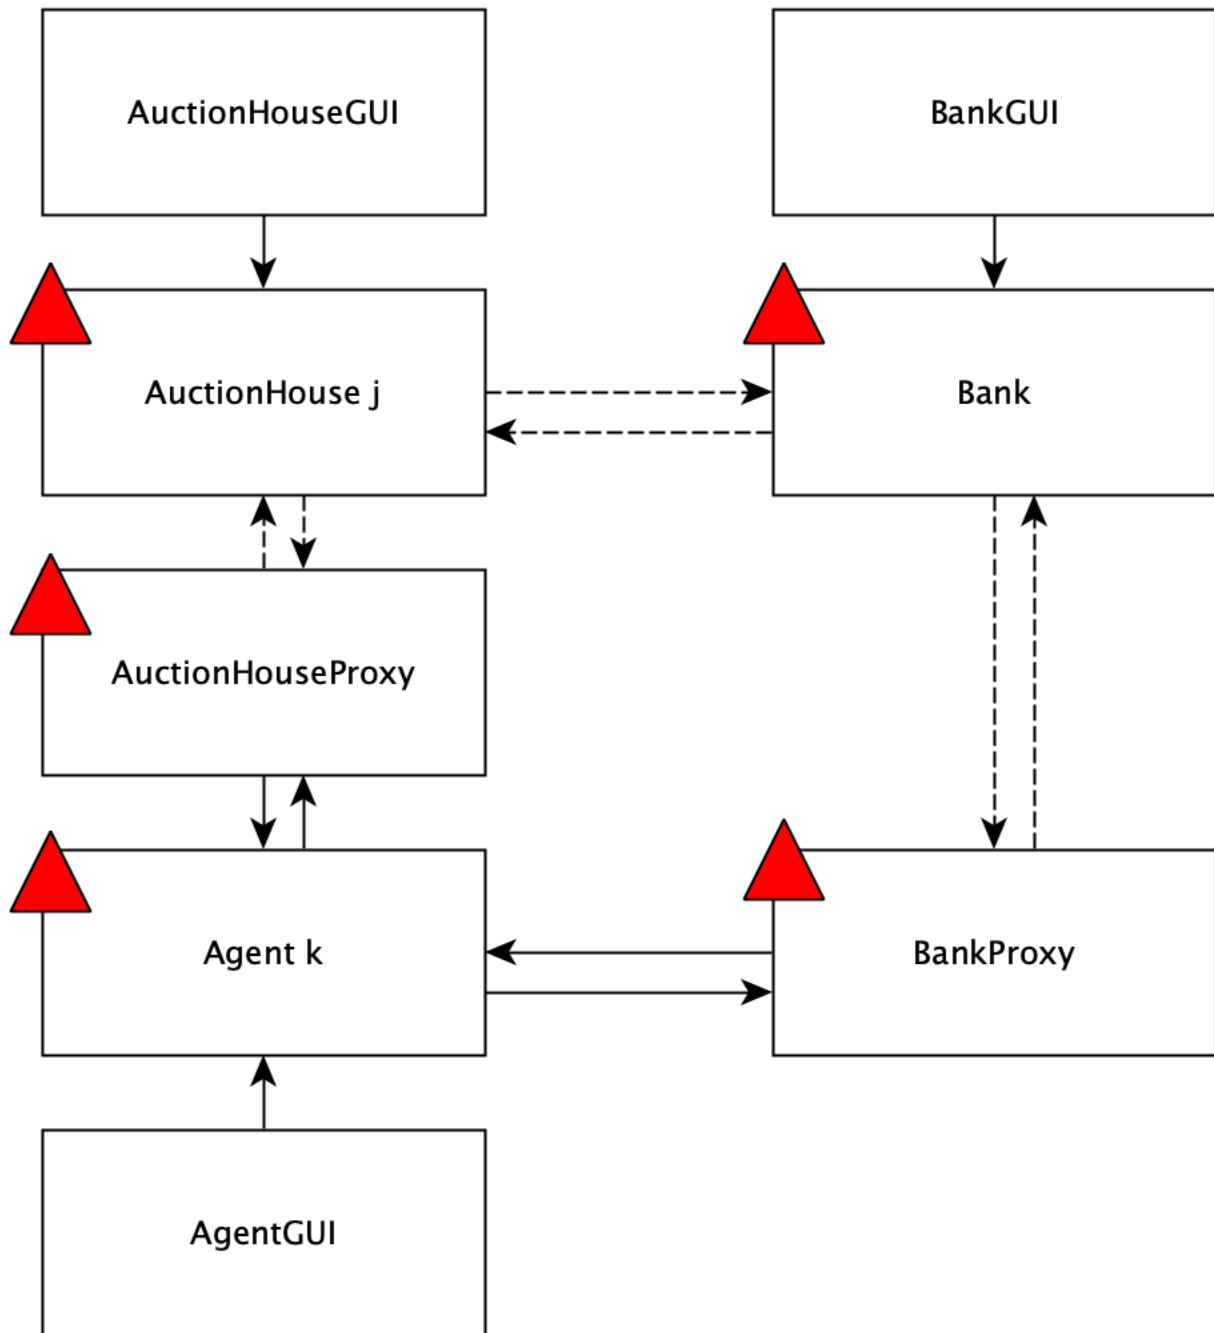 AuctionHouseGUI
BankGUI
AuctionHouse j
Bank
AuctionHouseProxy
Agent k
BankProxy
AgentGUI